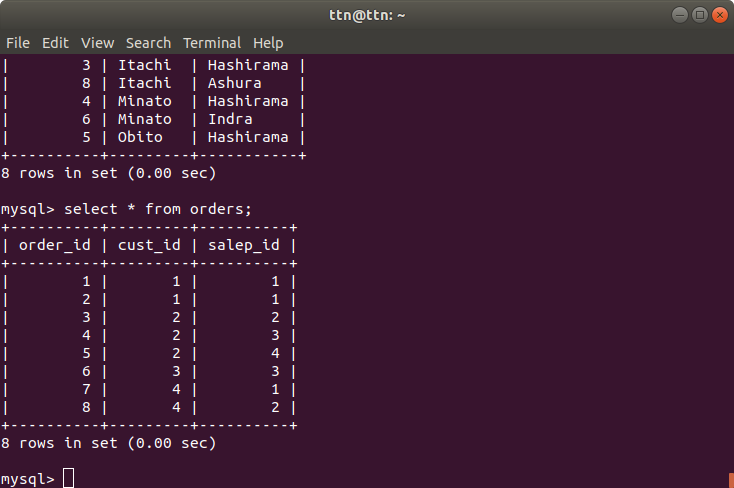 ttn@ttn: ~
File Edit View Search Terminal Help
|        3 | Itachi  | Hashirama |
|        8 | Itachi  | Ashura    |
|        4 | Minato  | Hashirama |
|        6 | Minato  | Indra     |
|        5 | Obito   | Hashirama |
+----------+---------+-----------+
8 rows in set (0.00 sec)

mysql> select * from orders;
+----------+---------+----------+
| order_id | cust_id | salep_id |
+----------+---------+----------+
|        1 |       1 |        1 |
|        2 |       1 |        1 |
|        3 |       2 |        2 |
|        4 |       2 |        3 |
|        5 |       2 |        4 |
|        6 |       3 |        3 |
|        7 |       4 |        1 |
|        8 |       4 |        2 |
+----------+---------+----------+
8 rows in set (0.00 sec)

mysql>